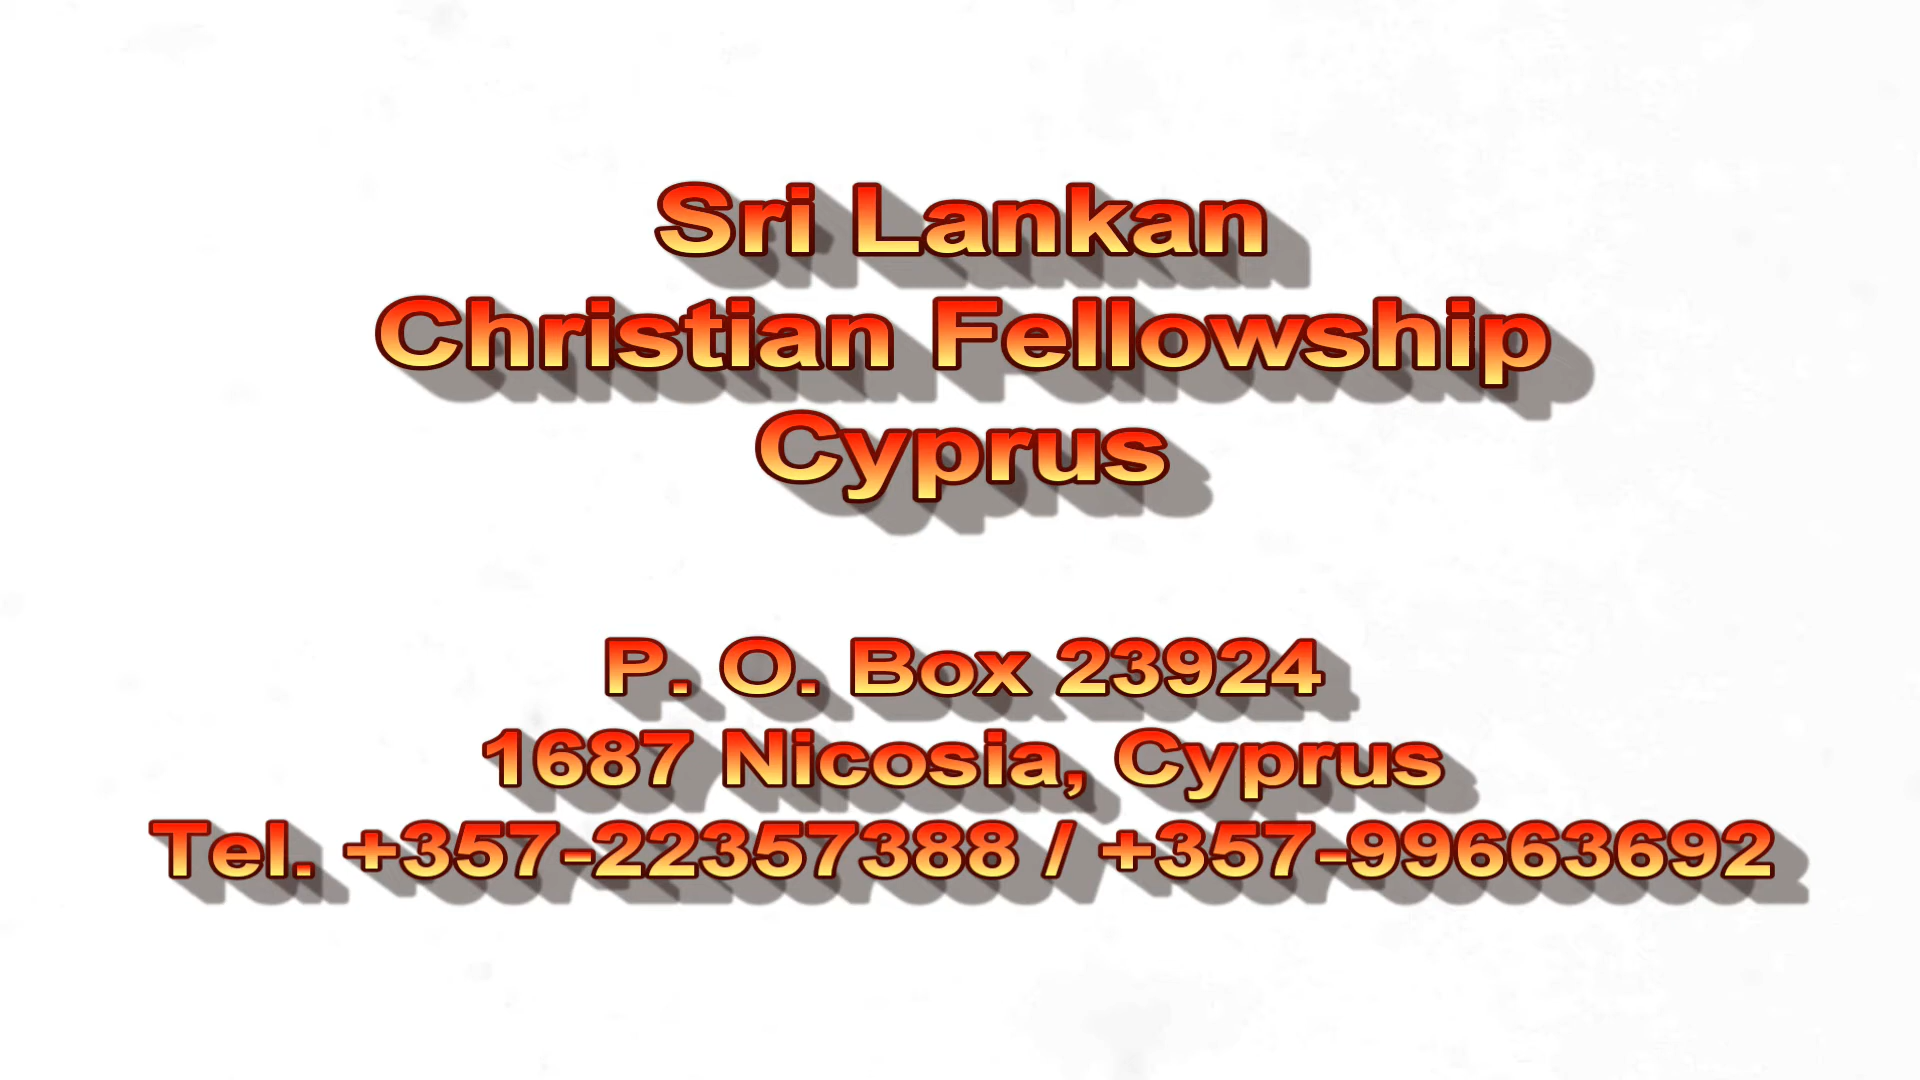 Sri Lankan
Christian Fellowship
Cyprus
P. O. Box 23924
1687 Nicosia, Cyprus
Tel. +357-22357388 / +357-99663692